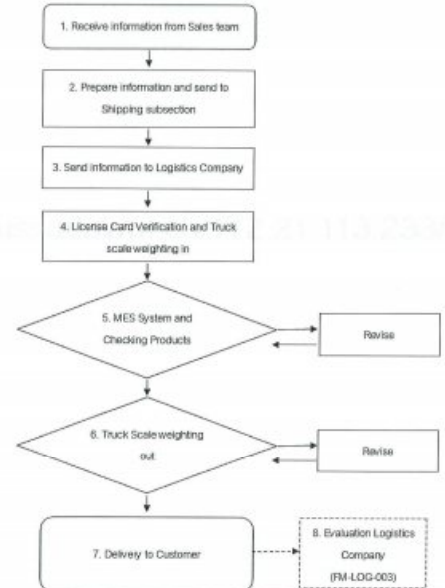 1. Receive information from Sales team
2. Prepare information and send to
Shipping subsection
3. Send information to Logistics Company
4. License Card Verification and Truck
scale weighting in
5. MES System and
Checking Products
Revise
6. Truck Scale weighting
out
Revise
7. Delivery to Customer
8. Evaluation Logistics
Company
(FM-LOG-003)